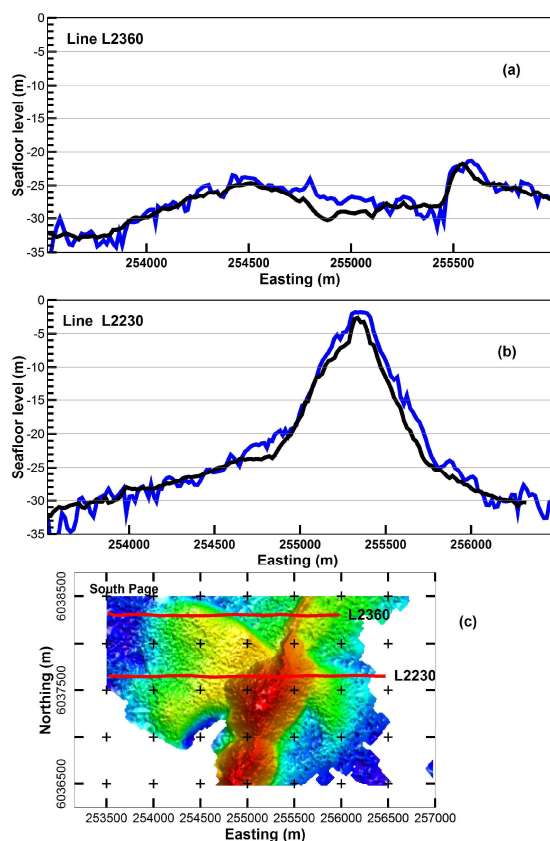 0
Line L2360
(a)
-5
-10
-15
-20
-25
-30
-35
Seafloor level (m)
254000 254500 255000 255500
Easting (m)
0
Line L2230
(b)
-5
-10
-15
-20
-25
-30
-35
Seafloor level (m)
254000 254500 255000 255500 256000
Easting (m)
South Page
(c)
L2360
L2230
6038500
6037500
6036500
Northing (m)
253500 254000 254500 255000 255500 256000 256500 257000
Easting (m)